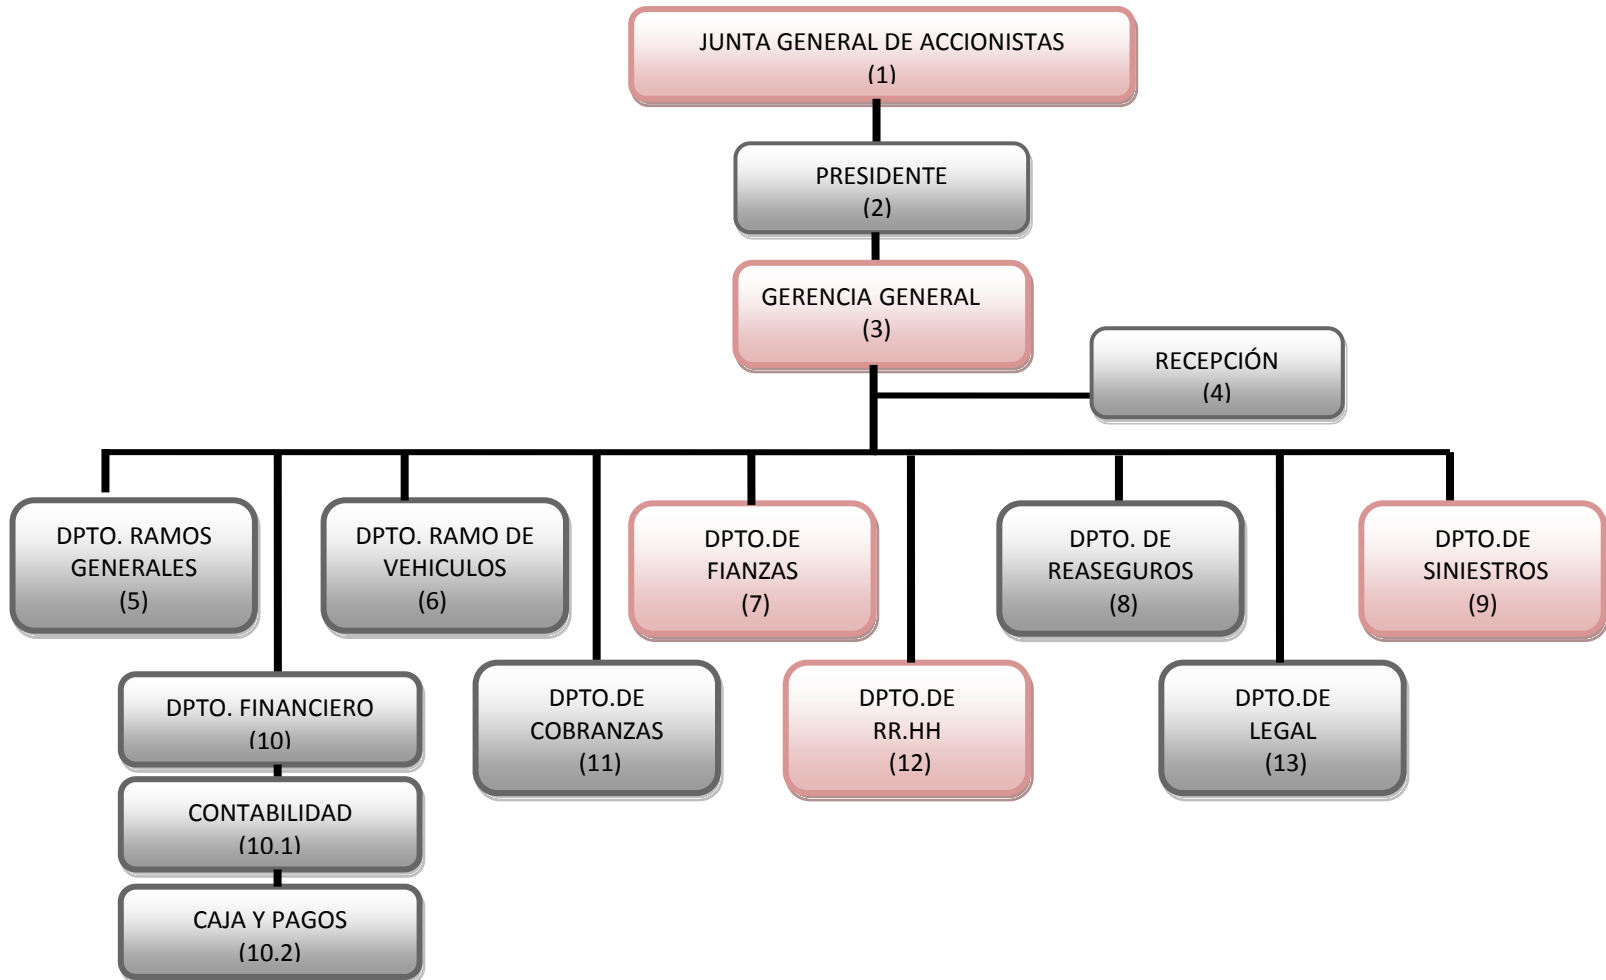 JUNTA GENERAL DE ACCIONISTAS
(1)
PRESIDENTE
(2)
GERENCIA GENERAL
(3)
RECEPCIÓN
(4)
DPTO. RAMOS
GENERALES
(5)
DPTO. RAMO DE
VEHICULOS
(6)
DPTO.DE
FIANZAS
(7)
DPTO. DE
REASEGUROS
(8)
DPTO.DE
SINIESTROS
(9)
DPTO. FINANCIERO
(10)
CONTABILIDAD
(10.1)
CAJA Y PAGOS
(10.2)
DPTO.DE
COBRANZAS
(11)
DPTO.DE
RR.HH
(12)
DPTO.DE
LEGAL
(13)